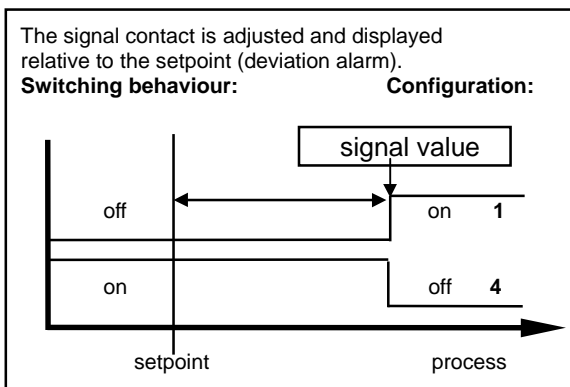 The signal contact is adjusted and displayed
relative to the setpoint (deviation alarm).
Switching behaviour: Configuration:
signal value
off on 1
on off 4
setpoint process